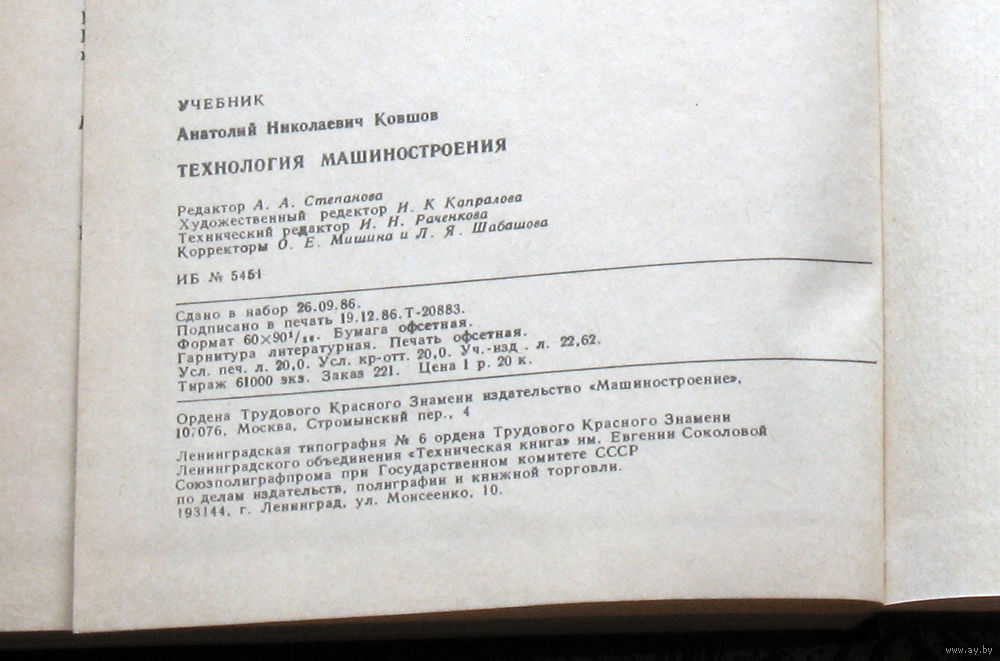 УЧЕБНИК
Анатолий Николаевич Ковшов
ТЕХНОЛОГИЯ МАШИНОСТРОЕНИЯ
Редактор А. А. Степанова
Художественный редактор И. К Капралова
Технический редактор И. Н. Раченкова
Корректоры О. Е. Мишина и Л. Я. Шабашова
ИБ № 5451
Сдано в набор 26.09.86.
Подписано в печать 19.12.86. Т-20883.
Формат 60×90¹/₁₆. Бумага офсетная.
Гарнитура литературная. Печать офсетная.
Усл. печ. л. 20,0. Усл. кр-отт. 20,0. Уч.-изд. л. 22,62.
Тираж 61000 экз. Заказ 221. Цена 1 р. 20 к.
Ордена Трудового Красного Знамени издательство «Машиностроение»,
107076, Москва, Стромынский пер., 4
Ленинградская типография № 6 ордена Трудового Красного Знамени
Ленинградского объединения «Техническая книга» им. Евгении Соколовой
Союзполиграфпрома при Государственном комитете СССР
по делам издательств, полиграфии и книжной торговли.
193144, г. Ленинград, ул. Моисеенко, 10.
www.ay.by